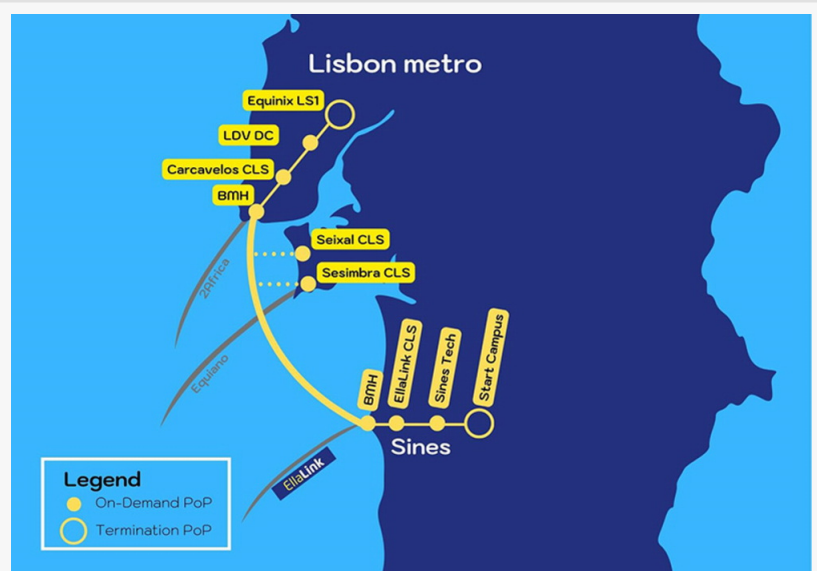 Lisbon metro
Equinix LS1
LDV DC
Carcavelos CLS
BMH
Seixal CLS
Sesimbra CLS
2Africa
Equiano
BMH
EllaLink CLS
Sines Tech
Start Campus
Sines
EllaLink
Legend
On-Demand PoP
Termination PoP